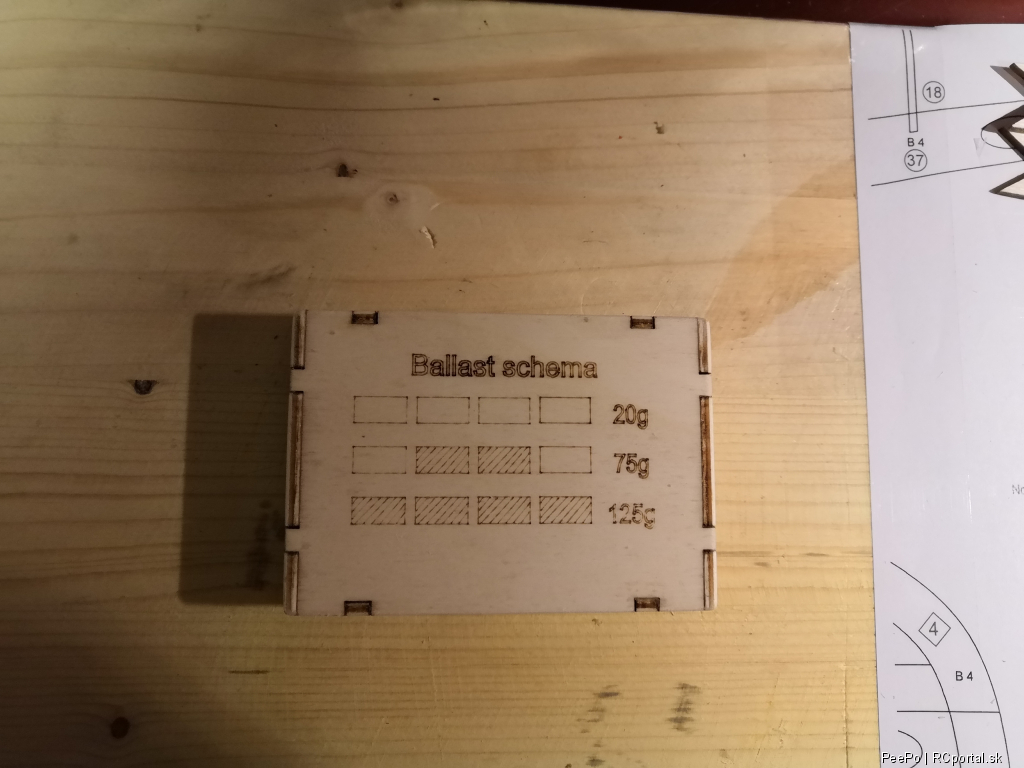 18
B 4
37
Ballast schema
20g
75g
125g
4
B 4
PeePo | RCportal.sk